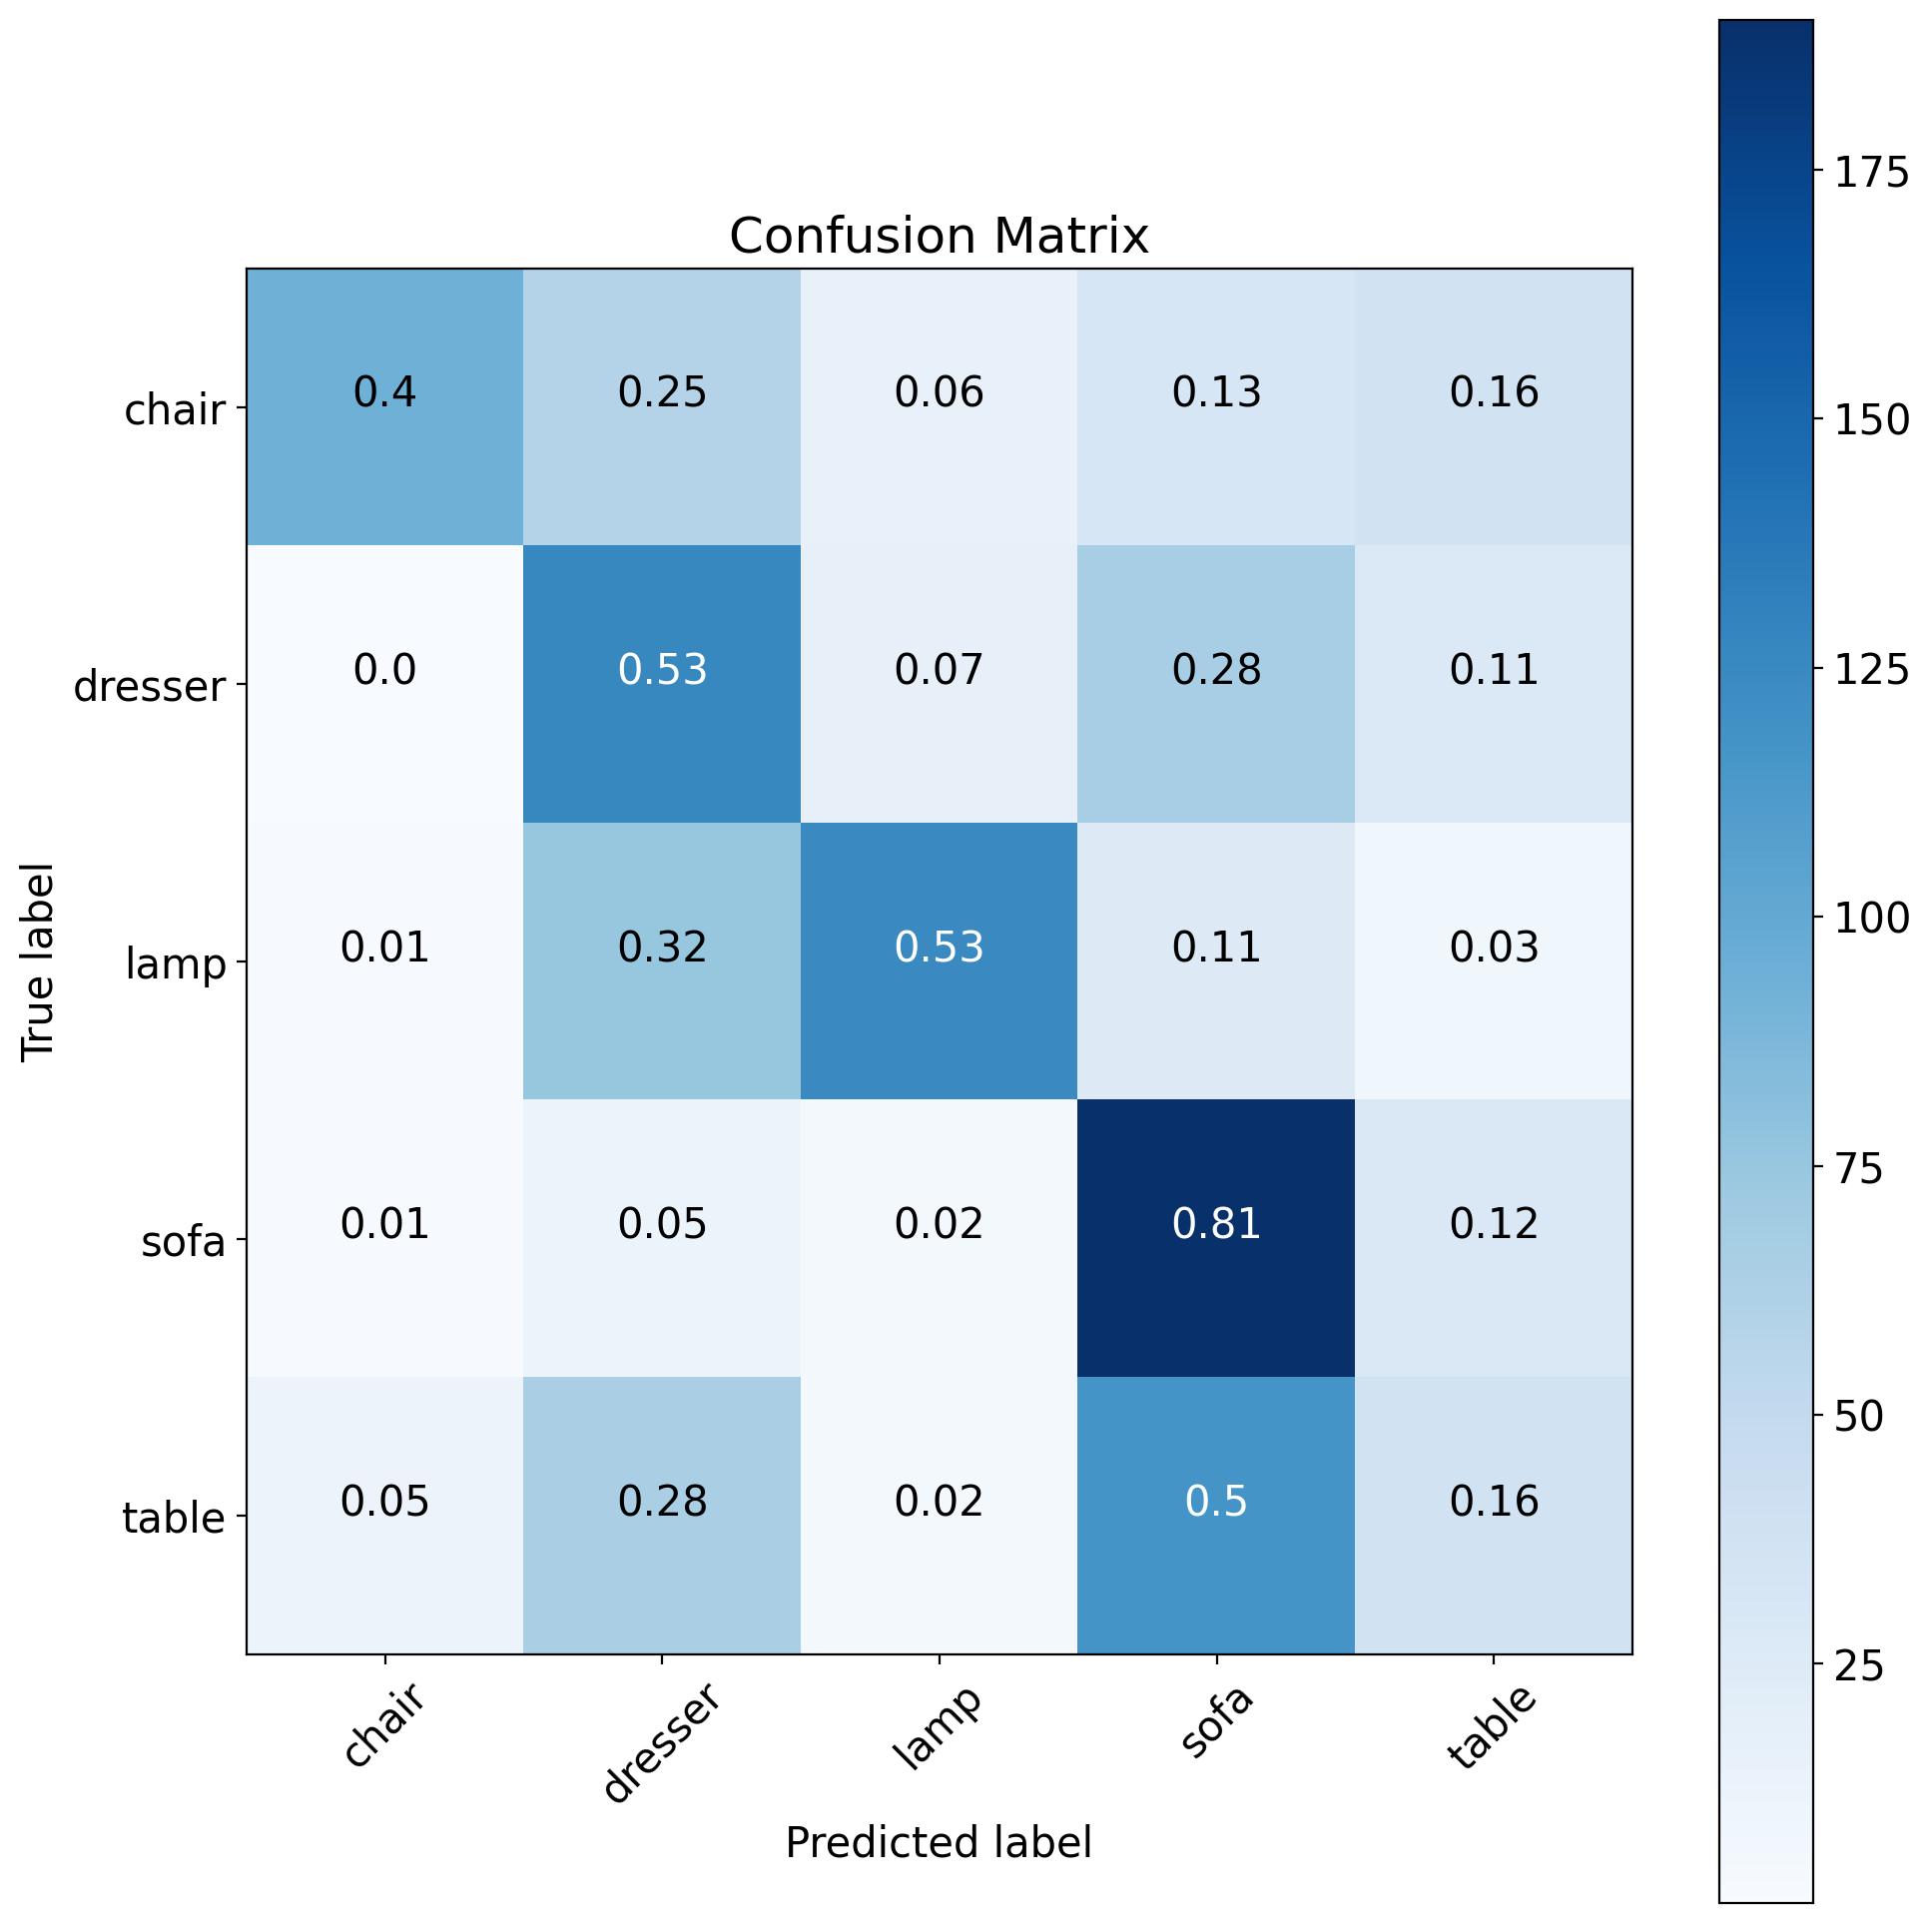 Confusion Matrix
True label
chair 0.4 0.25 0.06 0.13 0.16
dresser 0.0 0.53 0.07 0.28 0.11
lamp 0.01 0.32 0.53 0.11 0.03
sofa 0.01 0.05 0.02 0.81 0.12
table 0.05 0.28 0.02 0.5 0.16
chair dresser lamp sofa table
Predicted label
175
150
125
100
75
50
25